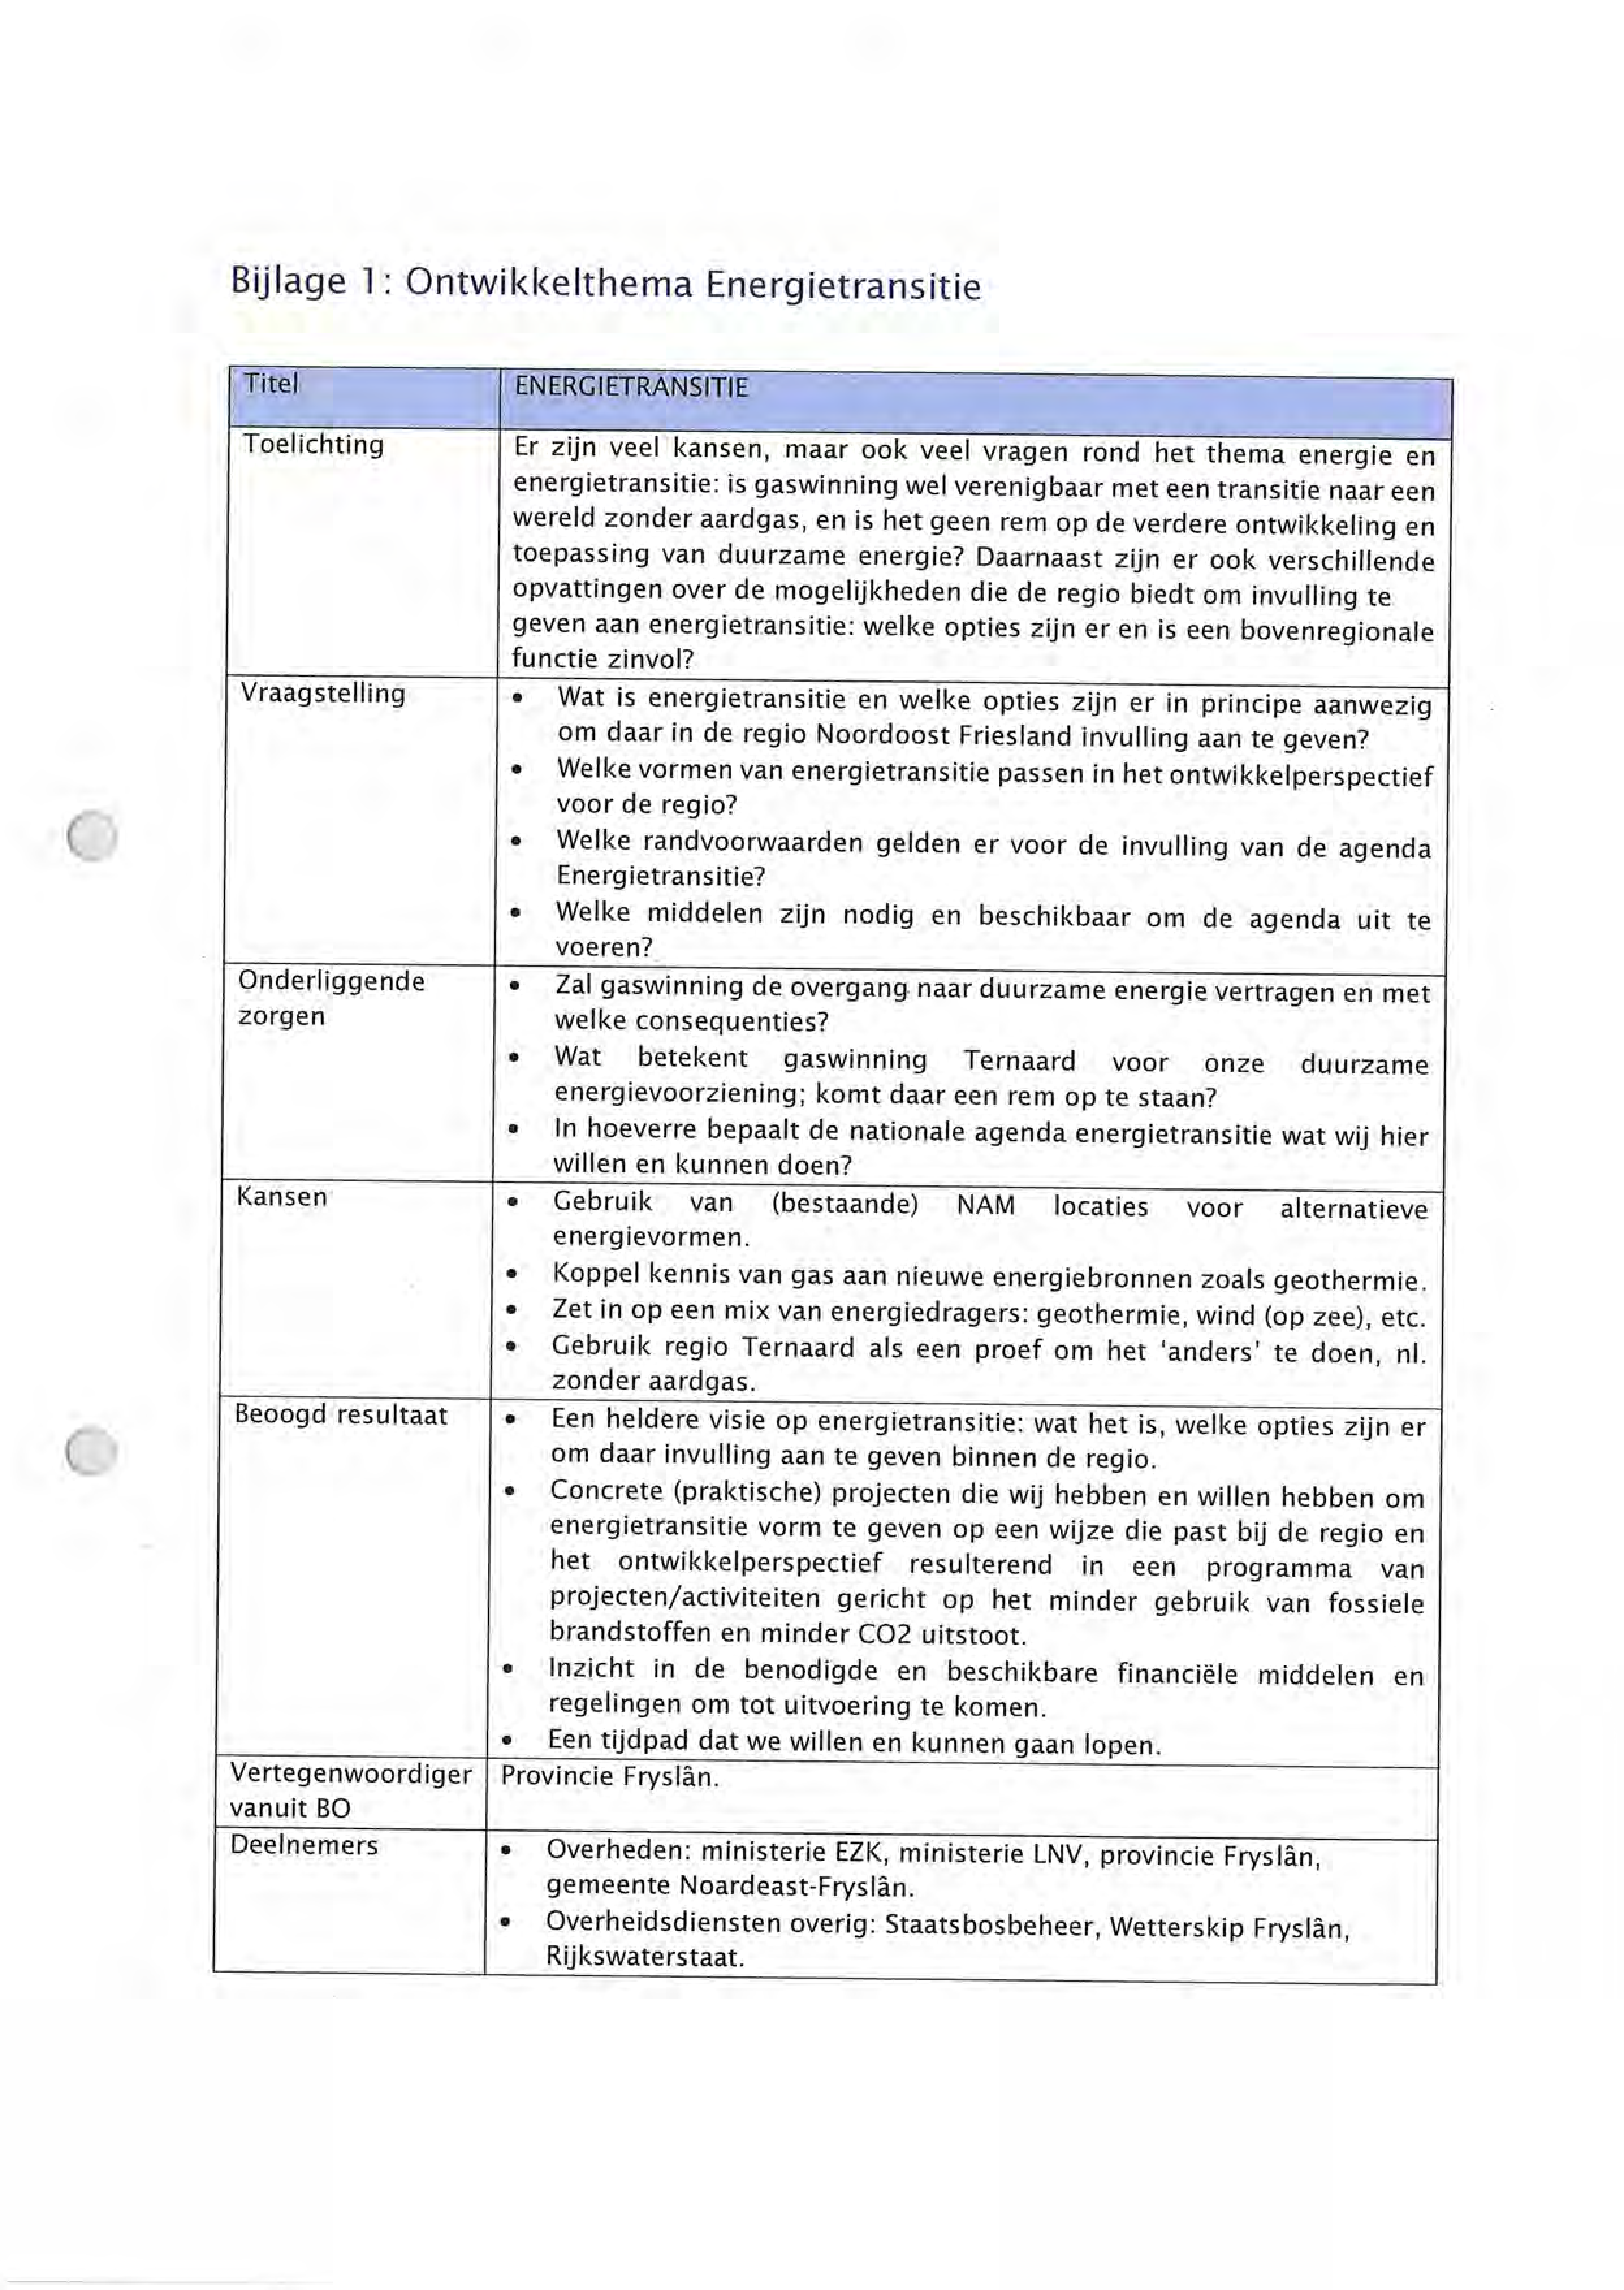 Bijlage 1: Ontwikkelthema Energietransitie
Titel
ENERGIETRANSITIE
Toelichting
Er zijn veel kansen, maar ook veel vragen rond het thema energie en
energietransitie: is gaswinning wel verenigbaar met een transitie naar een
wereld zonder aardgas, en is het geen rem op de verdere ontwikkeling en
toepassing van duurzame energie? Daarnaast zijn er ook verschillende
opvattingen over de mogelijkheden die de regio biedt om invulling te
geven aan energietransitie: welke opties zijn er en is een bovenregionale
functie zinvol?
Vraagstelling
• Wat is energietransitie en welke opties zijn er in principe aanwezig
om daar in de regio Noordoost Friesland invulling aan te geven?
• Welke vormen van energietransitie passen in het ontwikkelperspectief
voor de regio?
• Welke randvoorwaarden gelden er voor de invulling van de agenda
Energietransitie?
• Welke middelen zijn nodig en beschikbaar om de agenda uit te
voeren?
Onderliggende
zorgen
• Zal gaswinning de overgang naar duurzame energie vertragen en met
welke consequenties?
• Wat betekent gaswinning Ternaard voor onze duurzame
energievoorziening; komt daar een rem op te staan?
• In hoeverre bepaalt de nationale agenda energietransitie wat wij hier
willen en kunnen doen?
Kansen
• Gebruik van (bestaande) NAM locaties voor alternatieve
energievormen.
• Koppel kennis van gas aan nieuwe energiebronnen zoals geothermie.
• Zet in op een mix van energiedragers: geothermie, wind (op zee), etc.
• Gebruik regio Ternaard als een proef om het 'anders' te doen, nl.
zonder aardgas.
Beoogd resultaat
• Een heldere visie op energietransitie: wat het is, welke opties zijn er
om daar invulling aan te geven binnen de regio.
• Concrete (praktische) projecten die wij hebben en willen hebben om
energietransitie vorm te geven op een wijze die past bij de regio en
het ontwikkelperspectief resulterend in een programma van
projecten/activiteiten gericht op het minder gebruik van fossiele
brandstoffen en minder CO2 uitstoot.
• Inzicht in de benodigde en beschikbare financiële middelen en
regelingen om tot uitvoering te komen.
• Een tijdpad dat we willen en kunnen gaan lopen.
Vertegenwoordiger
vanuit BO
Provincie Fryslân.
Deelnemers
• Overheden: ministerie EZK, ministerie LNV, provincie Fryslân,
gemeente Noardeast-Fryslân.
• Overheidsdiensten overig: Staatsbosbeheer, Wetterskip Fryslân,
Rijkswaterstaat.